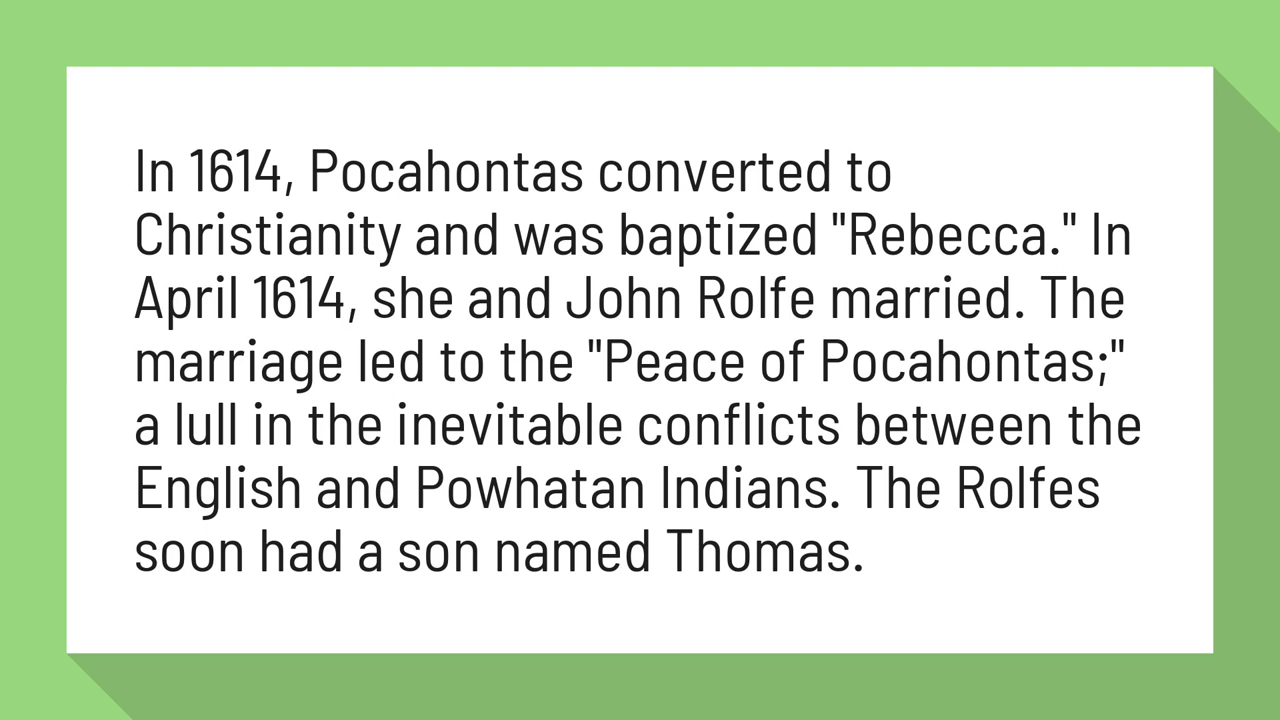 In 1614, Pocahontas converted to
Christianity and was baptized "Rebecca." In
April 1614, she and John Rolfe married. The
marriage led to the "Peace of Pocahontas;"
a lull in the inevitable conflicts between the
English and Powhatan Indians. The Rolfes
soon had a son named Thomas.